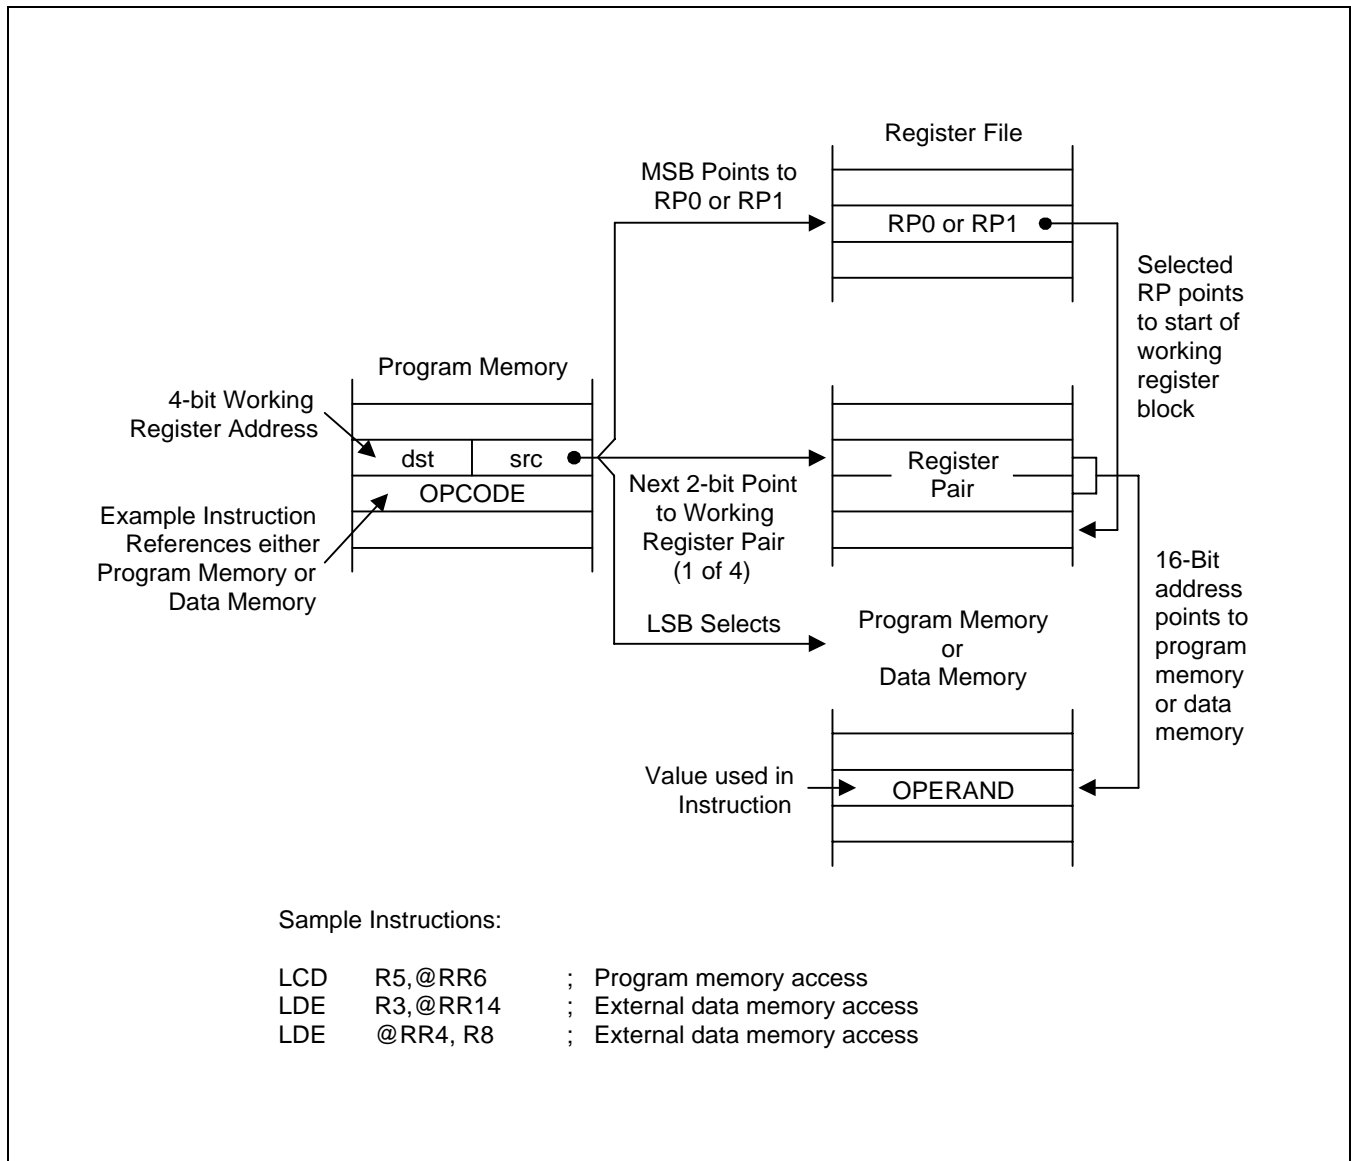 Register File
MSB Points to
RP0 or RP1
RP0 or RP1
Selected
RP points
to start of
working
register
block
Program Memory
4-bit Working
Register Address
dst src
OPCODE
Example Instruction
References either
Program Memory or
Data Memory
Next 2-bit Point
to Working
Register Pair
(1 of 4)
Register
Pair
16-Bit
address
points to
program
memory
or data
memory
LSB Selects
Program Memory
or
Data Memory
Value used in
Instruction
OPERAND
Sample Instructions:
LCD R5,@RR6 ; Program memory access
LDE R3,@RR14 ; External data memory access
LDE @RR4, R8 ; External data memory access